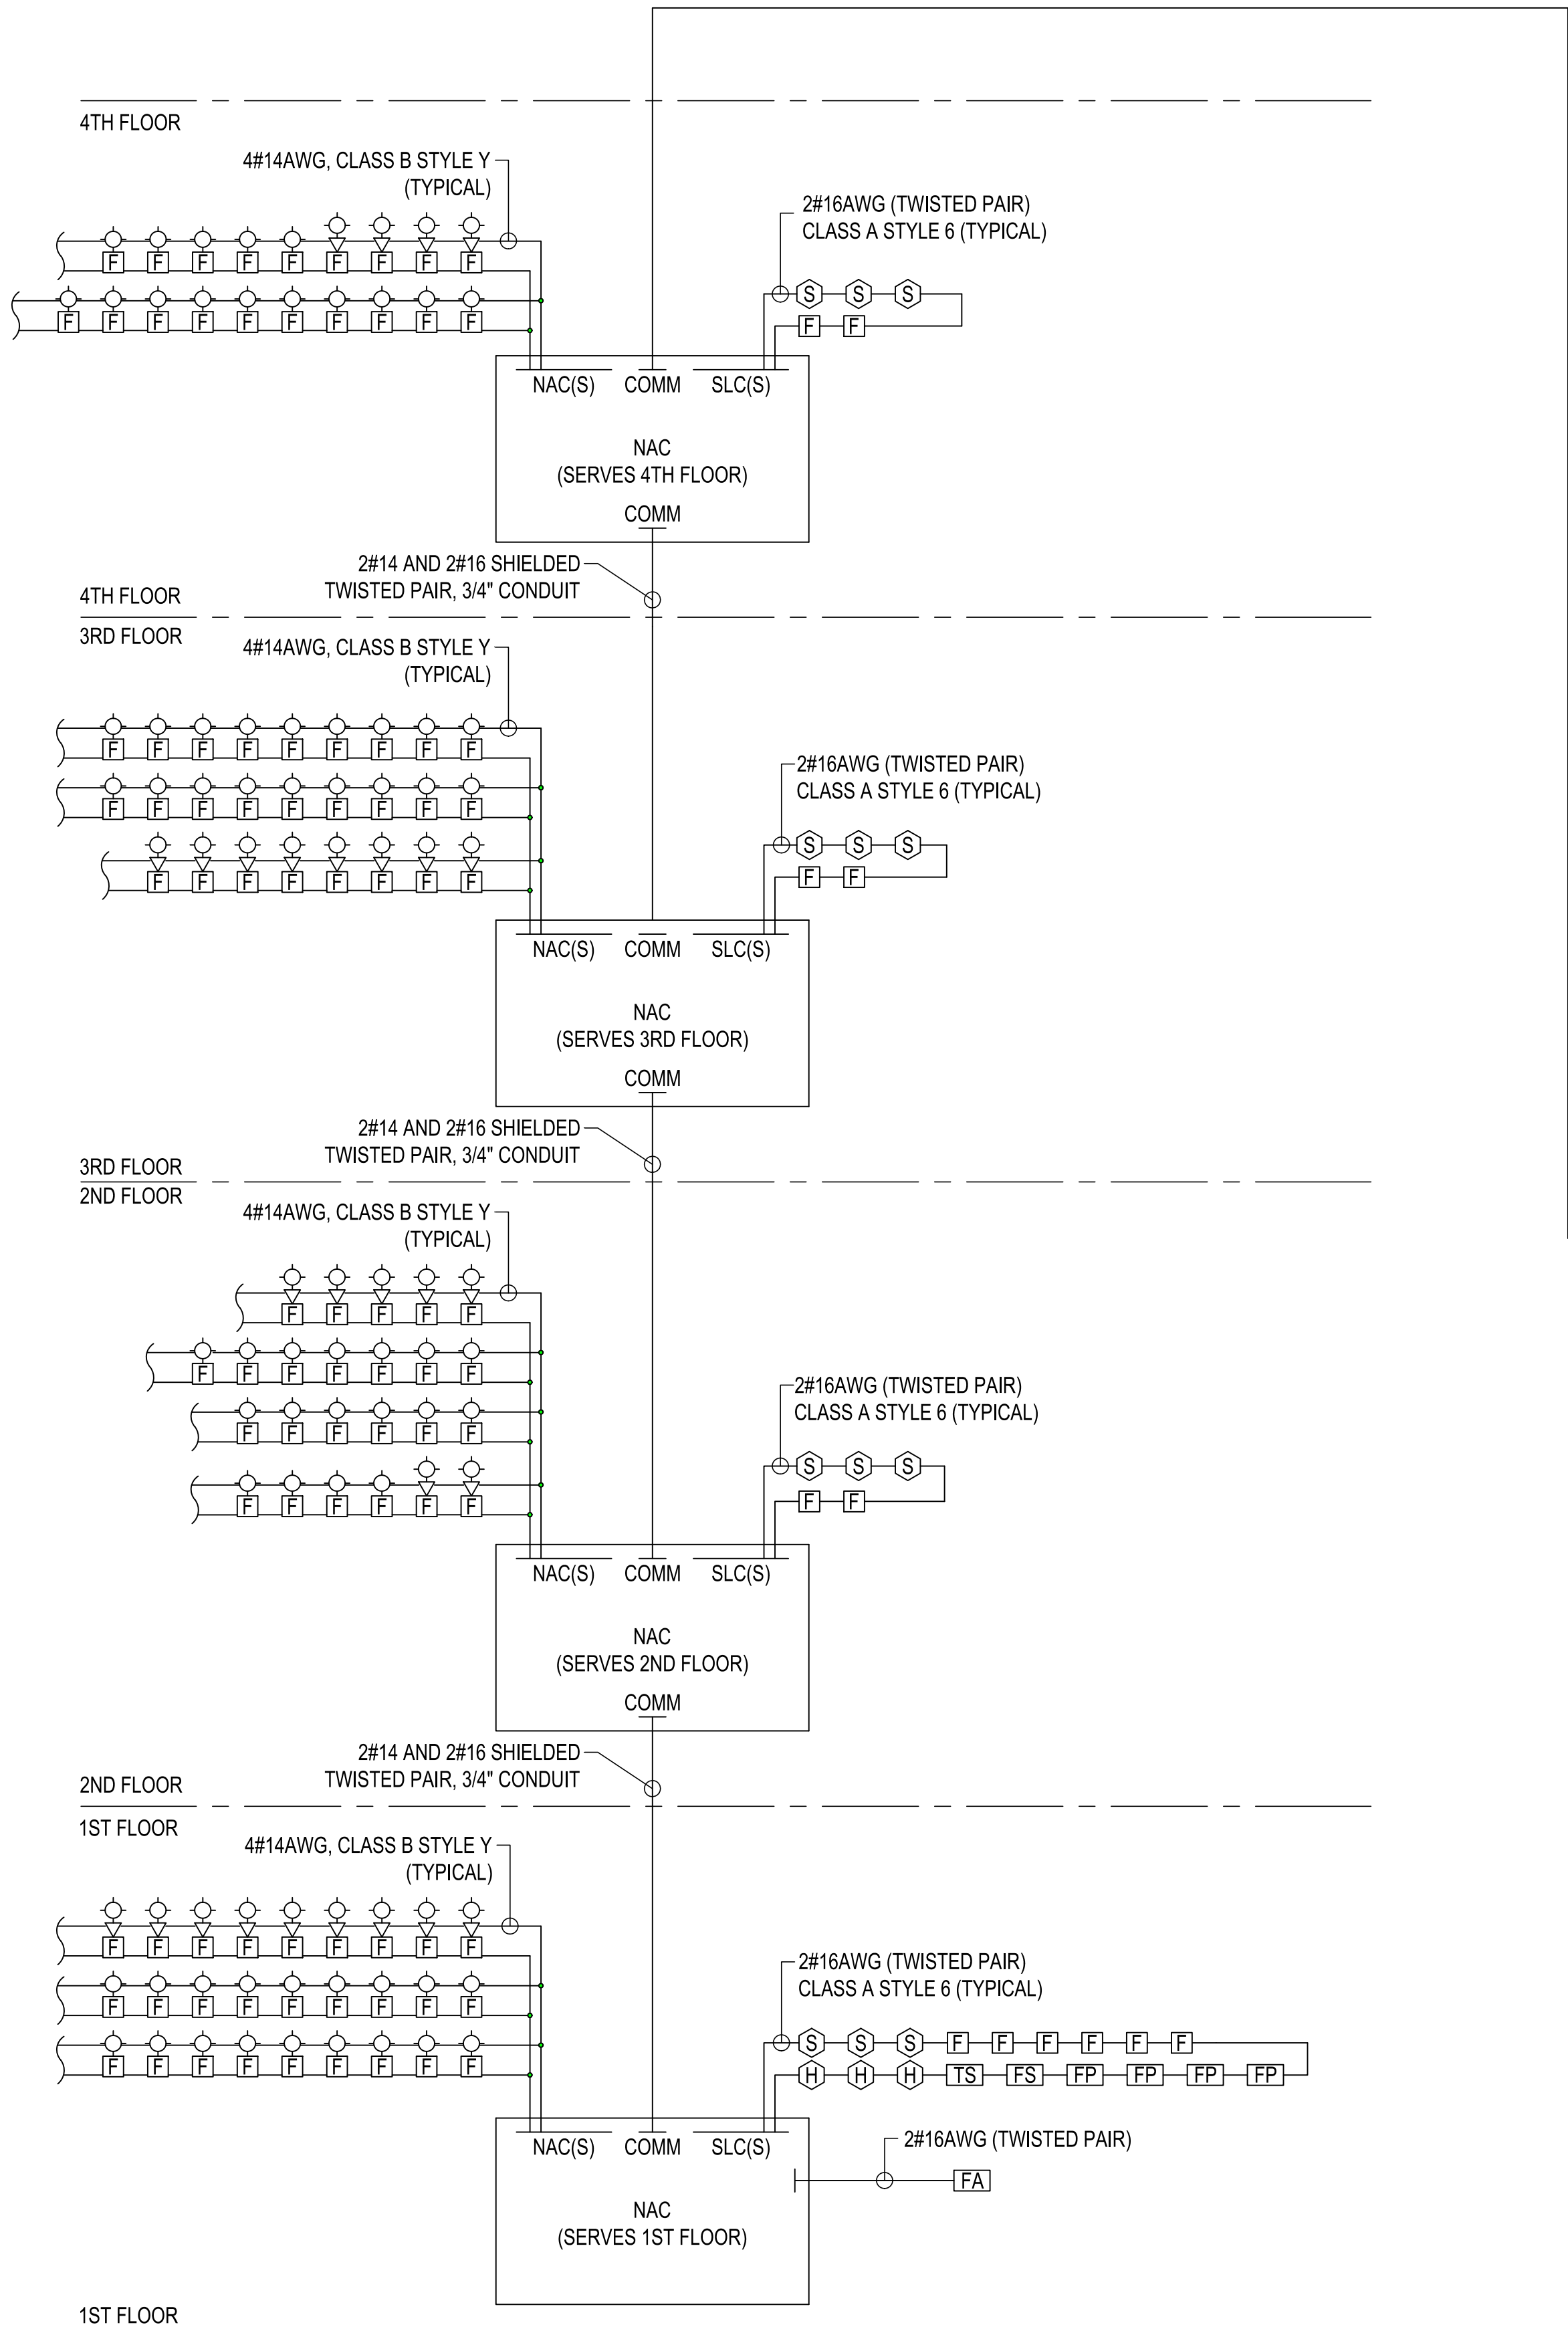 4TH FLOOR
4#14AWG, CLASS B STYLE Y
(TYPICAL)
2#16AWG (TWISTED PAIR)
CLASS A STYLE 6 (TYPICAL)
F F F F F F F F F
S S S
F F F F F F F F F F
F F
NAC(S) COMM SLC(S)
NAC
(SERVES 4TH FLOOR)
COMM
2#14 AND 2#16 SHIELDED
TWISTED PAIR, 3/4" CONDUIT
4TH FLOOR
3RD FLOOR
4#14AWG, CLASS B STYLE Y
(TYPICAL)
F F F F F F F F F
2#16AWG (TWISTED PAIR)
CLASS A STYLE 6 (TYPICAL)
F F F F F F F F F
S S S
F F F F F F F F
F F
NAC(S) COMM SLC(S)
NAC
(SERVES 3RD FLOOR)
COMM
2#14 AND 2#16 SHIELDED
TWISTED PAIR, 3/4" CONDUIT
3RD FLOOR
2ND FLOOR
4#14AWG, CLASS B STYLE Y
(TYPICAL)
F F F F F
F F F F F F F
2#16AWG (TWISTED PAIR)
CLASS A STYLE 6 (TYPICAL)
F F F F F F
S S S
F F F F F F
F F
NAC(S) COMM SLC(S)
NAC
(SERVES 2ND FLOOR)
COMM
2#14 AND 2#16 SHIELDED
TWISTED PAIR, 3/4" CONDUIT
2ND FLOOR
1ST FLOOR
4#14AWG, CLASS B STYLE Y
(TYPICAL)
F F F F F F F F F
2#16AWG (TWISTED PAIR)
CLASS A STYLE 6 (TYPICAL)
F F F F F F F F F
S S S F F F F F F
F F F F F F F F F
H H H TS FS FP FP FP FP
NAC(S) COMM SLC(S)
2#16AWG (TWISTED PAIR)
FA
NAC
(SERVES 1ST FLOOR)
1ST FLOOR